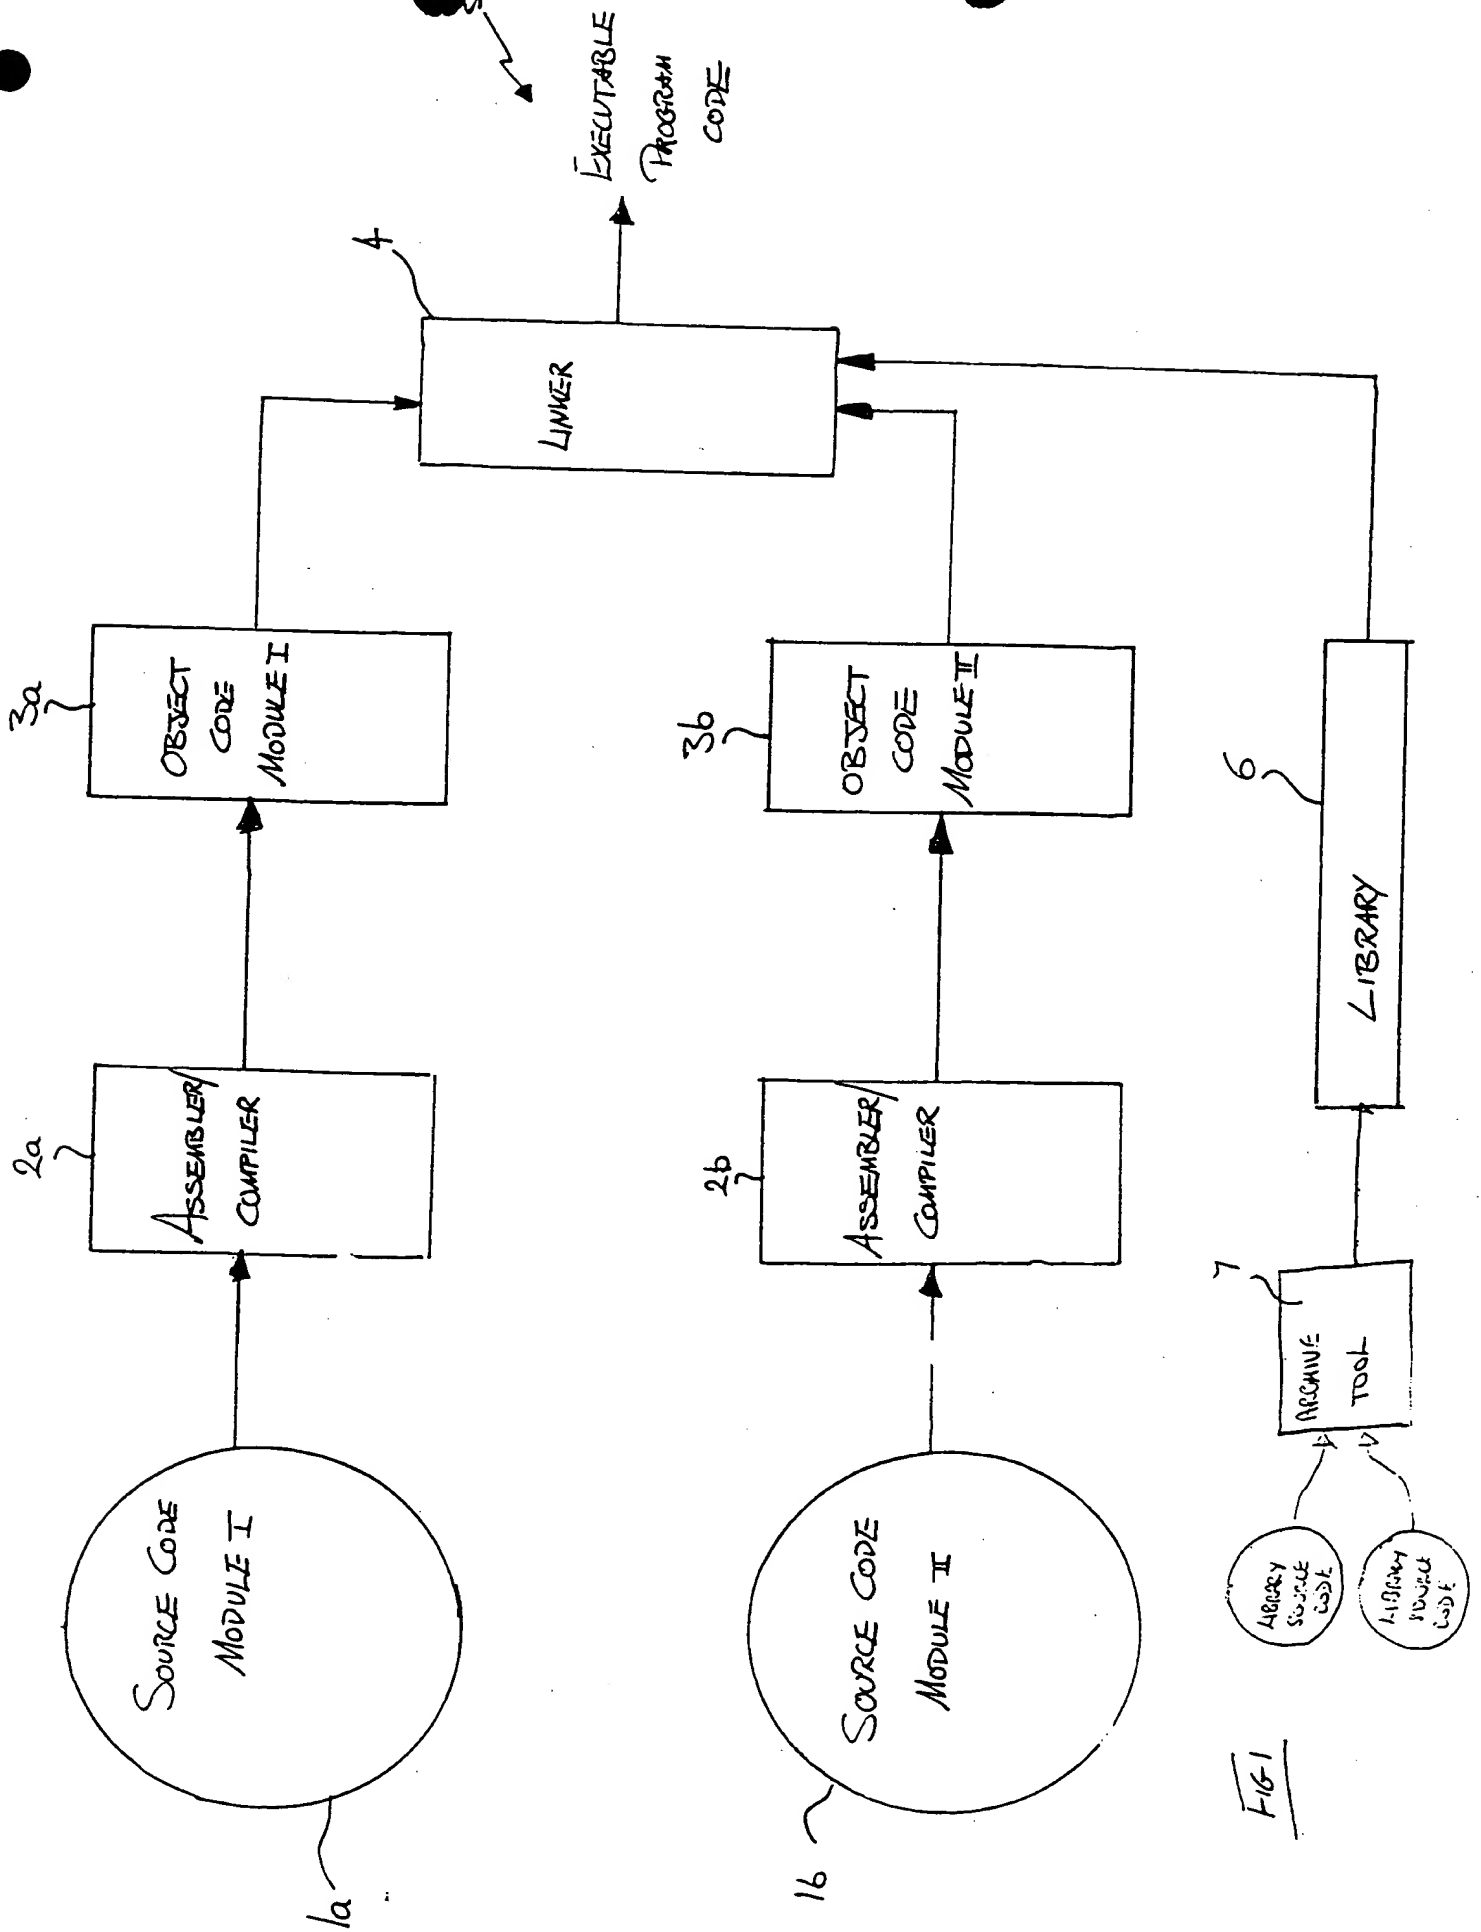 1a
SOURCE CODE
MODULE I
2a
ASSEMBLER/
COMPILER
3a
OBJECT
CODE
MODULE I
4
LINKER
5
EXECUTABLE
PROGRAM
CODE
1b
SOURCE CODE
MODULE II
2b
ASSEMBLER/
COMPILER
3b
OBJECT
CODE
MODULE II
LIBRARY
SOURCE
CODE
LIBRARY
SOURCE
CODE
7
ARCHIVE
TOOL
6
LIBRARY
FIG 1